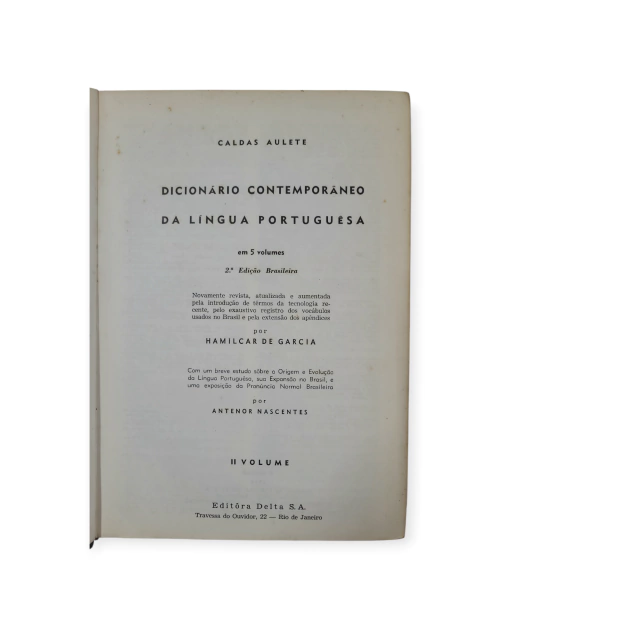 CALDAS AULETE
DICIONÁRIO CONTEMPORÂNEO
DA LÍNGUA PORTUGUÊSA
em 5 volumes
2.ª Edição Brasileira
Novamente revista, atualizada e aumentada
pela introdução de têrmos da tecnologia re-
cente, pelo exaustivo registro dos vocábulos
usados no Brasil e pela extensão dos apêndices
por
HAMILCAR DE GARCIA
Com um breve estudo sôbre a Origem e Evolução
da Língua Portuguêsa, sua Expansão no Brasil, e
uma exposição da Pronúncia Normal Brasileira
por
ANTENOR NASCENTES
II VOLUME
Editôra Delta S.A.
Travessa do Ouvidor, 22 — Rio de Janeiro